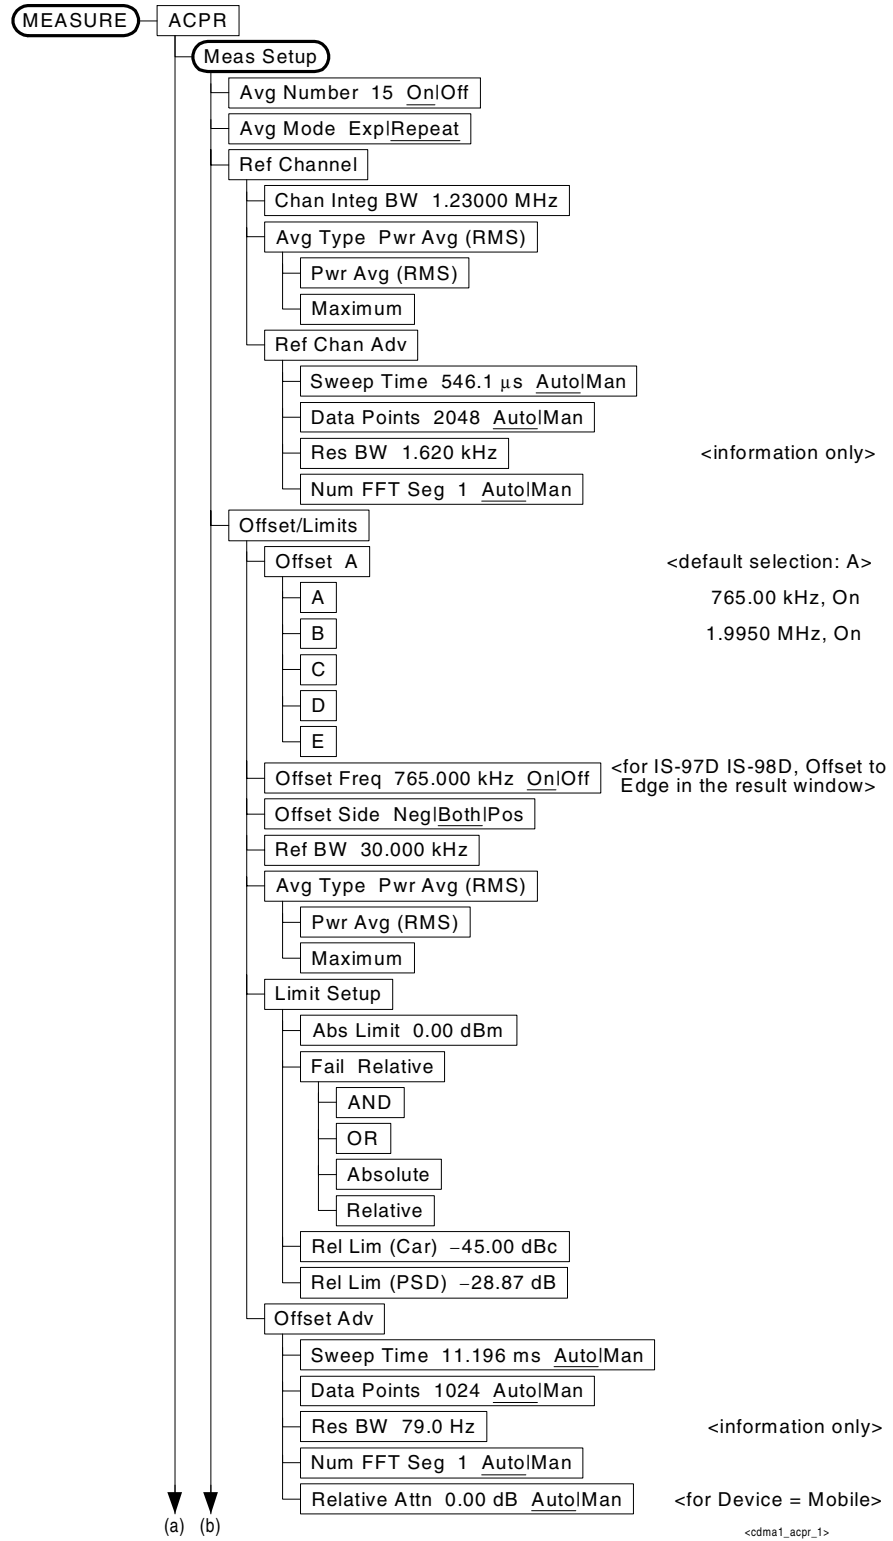 MEASURE ACPR
Meas Setup
Avg Number 15 On|Off
Avg Mode Exp|Repeat
Ref Channel
Chan Integ BW 1.23000 MHz
Avg Type Pwr Avg (RMS)
Pwr Avg (RMS)
Maximum
Ref Chan Adv
Sweep Time 546.1 μs Auto|Man
Data Points 2048 Auto|Man
Res BW 1.620 kHz <information only>
Num FFT Seg 1 Auto|Man
Offset/Limits
Offset A <default selection: A>
A 765.00 kHz, On
B 1.9950 MHz, On
C
D
E
Offset Freq 765.000 kHz On|Off <for IS-97D IS-98D, Offset to
Edge in the result window>
Offset Side Neg|Both|Pos
Ref BW 30.000 kHz
Avg Type Pwr Avg (RMS)
Pwr Avg (RMS)
Maximum
Limit Setup
Abs Limit 0.00 dBm
Fail Relative
AND
OR
Absolute
Relative
Rel Lim (Car) −45.00 dBc
Rel Lim (PSD) −28.87 dB
Offset Adv
Sweep Time 11.196 ms Auto|Man
Data Points 1024 Auto|Man
Res BW 79.0 Hz <information only>
Num FFT Seg 1 Auto|Man
Relative Attn 0.00 dB Auto|Man <for Device = Mobile>
(a) (b)
<cdma1_acpr_1>